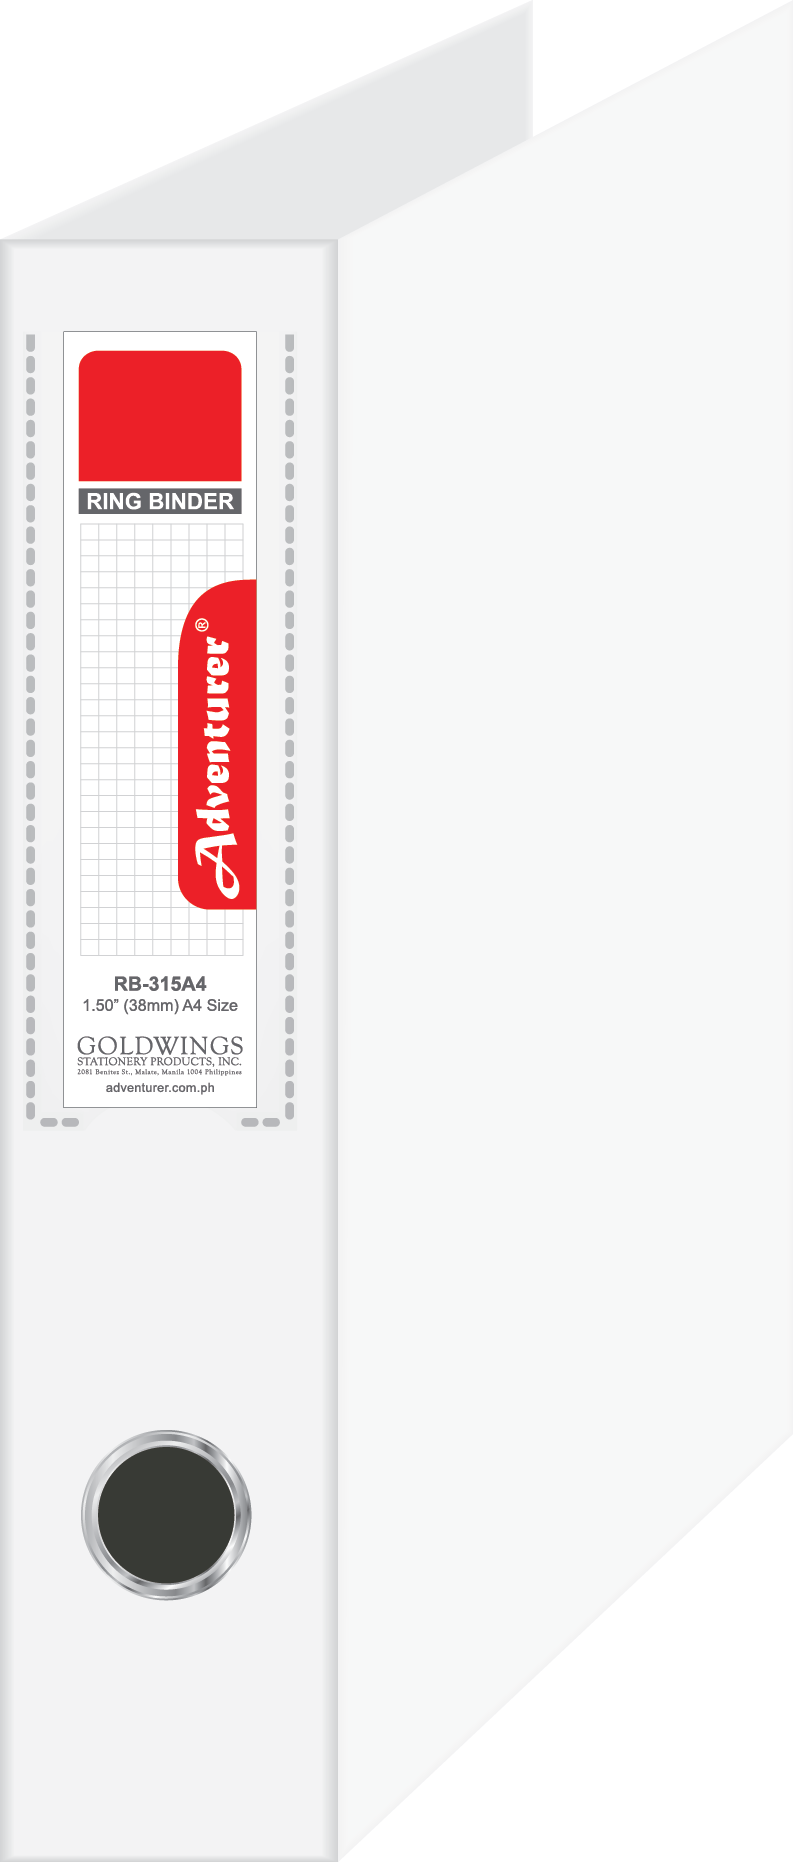 RING BINDER
Adventurer®
RB-315A4
1.50” (38mm) A4 Size
GOLDWINGS
STATIONERY PRODUCTS, INC.
2081 Benitez St., Malate, Manila 1004 Philippines
adventurer.com.ph